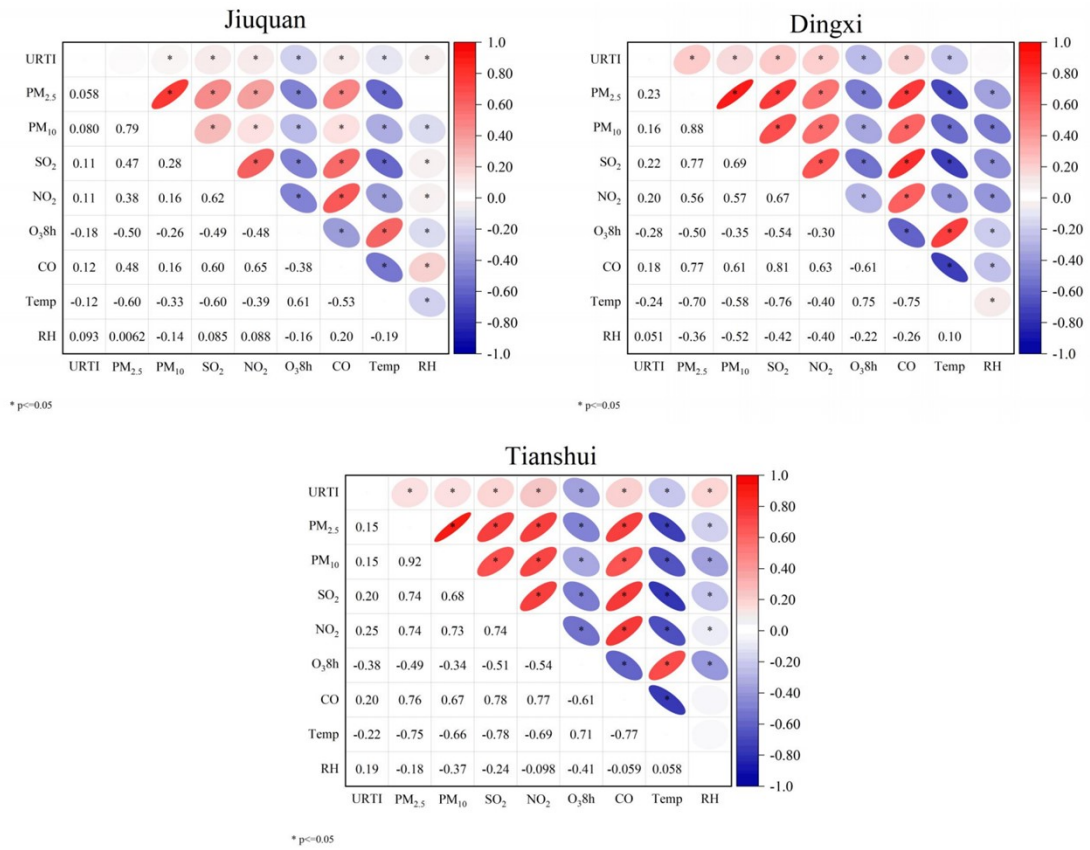 Jiuquan
URTI * * * * * * *
PM2.5 0.058 * * * * * *
PM10 0.080 0.79 * * * * * *
SO2 0.11 0.47 0.28 * * * * *
NO2 0.11 0.38 0.16 0.62 * * * *
O38h -0.18 -0.50 -0.26 -0.49 -0.48 * * *
CO 0.12 0.48 0.16 0.60 0.65 -0.38 * *
Temp -0.12 -0.60 -0.33 -0.60 -0.39 0.61 -0.53 *
RH 0.093 0.0062 -0.14 0.085 0.088 -0.16 0.20 -0.19
URTI PM2.5 PM10 SO2 NO2 O38h CO Temp RH
1.0
0.80
0.60
0.40
0.20
0.0
-0.20
-0.40
-0.60
-0.80
-1.0
* p<=0.05
Dingxi
URTI * * * * * * *
PM2.5 0.23 * * * * * * *
PM10 0.16 0.88 * * * * * *
SO2 0.22 0.77 0.69 * * * * *
NO2 0.20 0.56 0.57 0.67 * * * *
O38h -0.28 -0.50 -0.35 -0.54 -0.30 * * *
CO 0.18 0.77 0.61 0.81 0.63 -0.61 * *
Temp -0.24 -0.70 -0.58 -0.76 -0.40 0.75 -0.75 *
RH 0.051 -0.36 -0.52 -0.42 -0.40 -0.22 -0.26 0.10
URTI PM2.5 PM10 SO2 NO2 O38h CO Temp RH
1.0
0.80
0.60
0.40
0.20
0.0
-0.20
-0.40
-0.60
-0.80
-1.0
* p<=0.05
Tianshui
URTI * * * * * * * *
PM2.5 0.15 * * * * * * *
PM10 0.15 0.92 * * * * * *
SO2 0.20 0.74 0.68 * * * * *
NO2 0.25 0.74 0.73 0.74 * * * *
O38h -0.38 -0.49 -0.34 -0.51 -0.54 * * *
CO 0.20 0.76 0.67 0.78 0.77 -0.61 *
Temp -0.22 -0.75 -0.66 -0.78 -0.69 0.71 -0.77
RH 0.19 -0.18 -0.37 -0.24 -0.098 -0.41 -0.059 0.058
URTI PM2.5 PM10 SO2 NO2 O38h CO Temp RH
1.0
0.80
0.60
0.40
0.20
0.0
-0.20
-0.40
-0.60
-0.80
-1.0
* p<=0.05